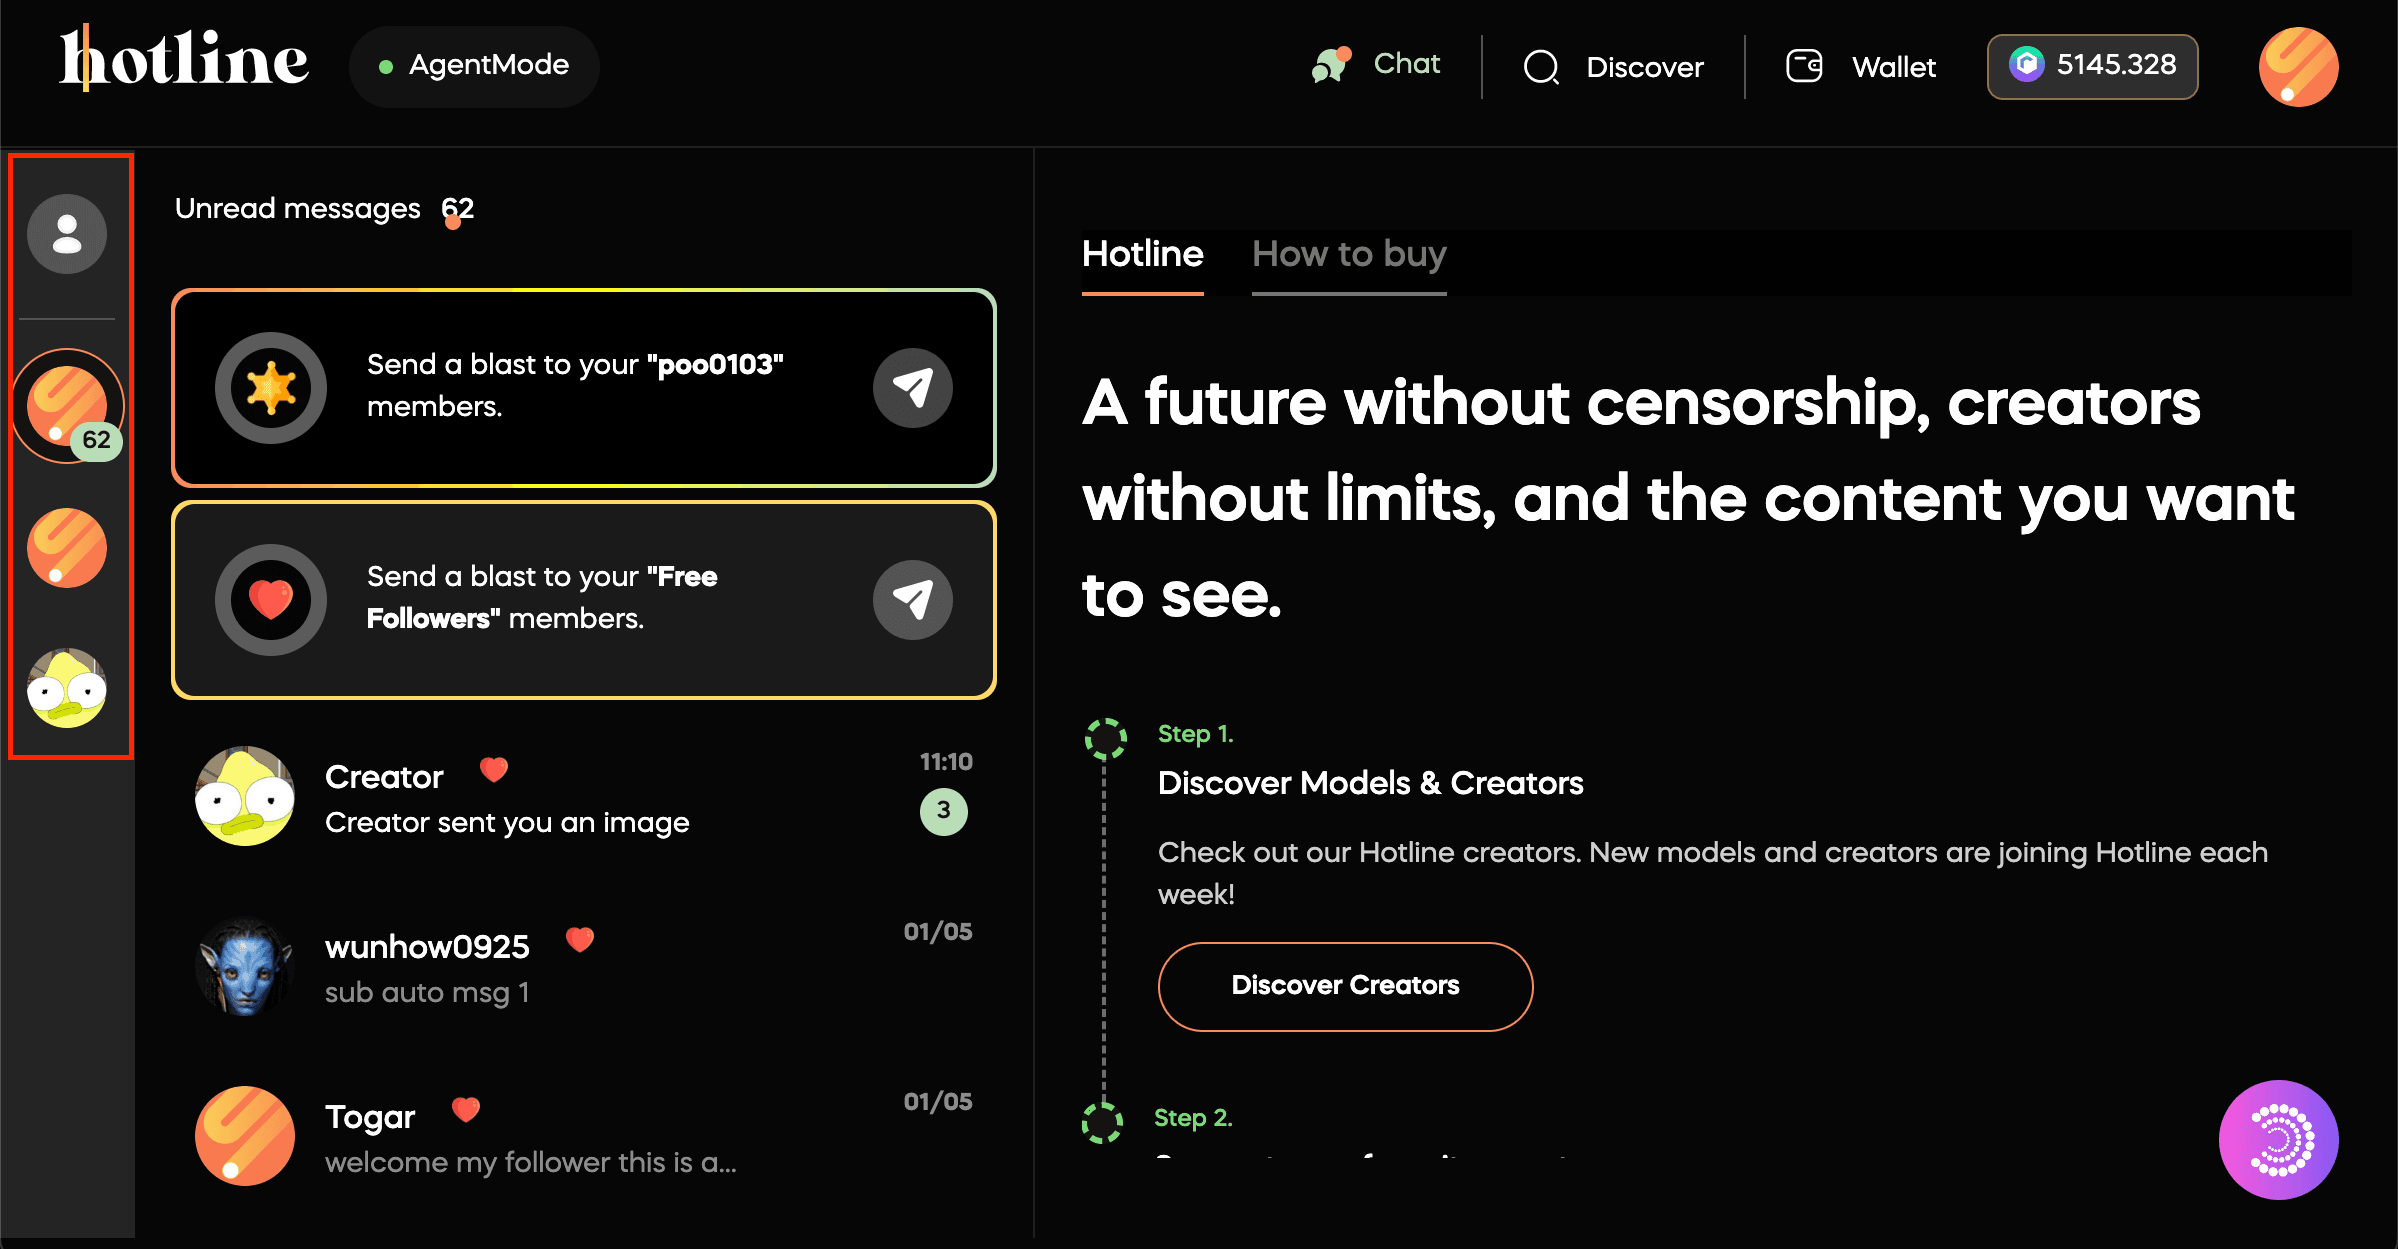 hotline
AgentMode
Chat
Discover
Wallet
5145.328
62
Unread messages 62
Send a blast to your "poo0103"
members.
Send a blast to your "Free
Followers" members.
Creator
11:10
Creator sent you an image
3
wunhow0925
01/05
sub auto msg 1
Togar
01/05
welcome my follower this is a...
Hotline
How to buy
A future without censorship, creators
without limits, and the content you want
to see.
Step 1.
Discover Models & Creators
Check out our Hotline creators. New models and creators are joining Hotline each
week!
Discover Creators
Step 2.